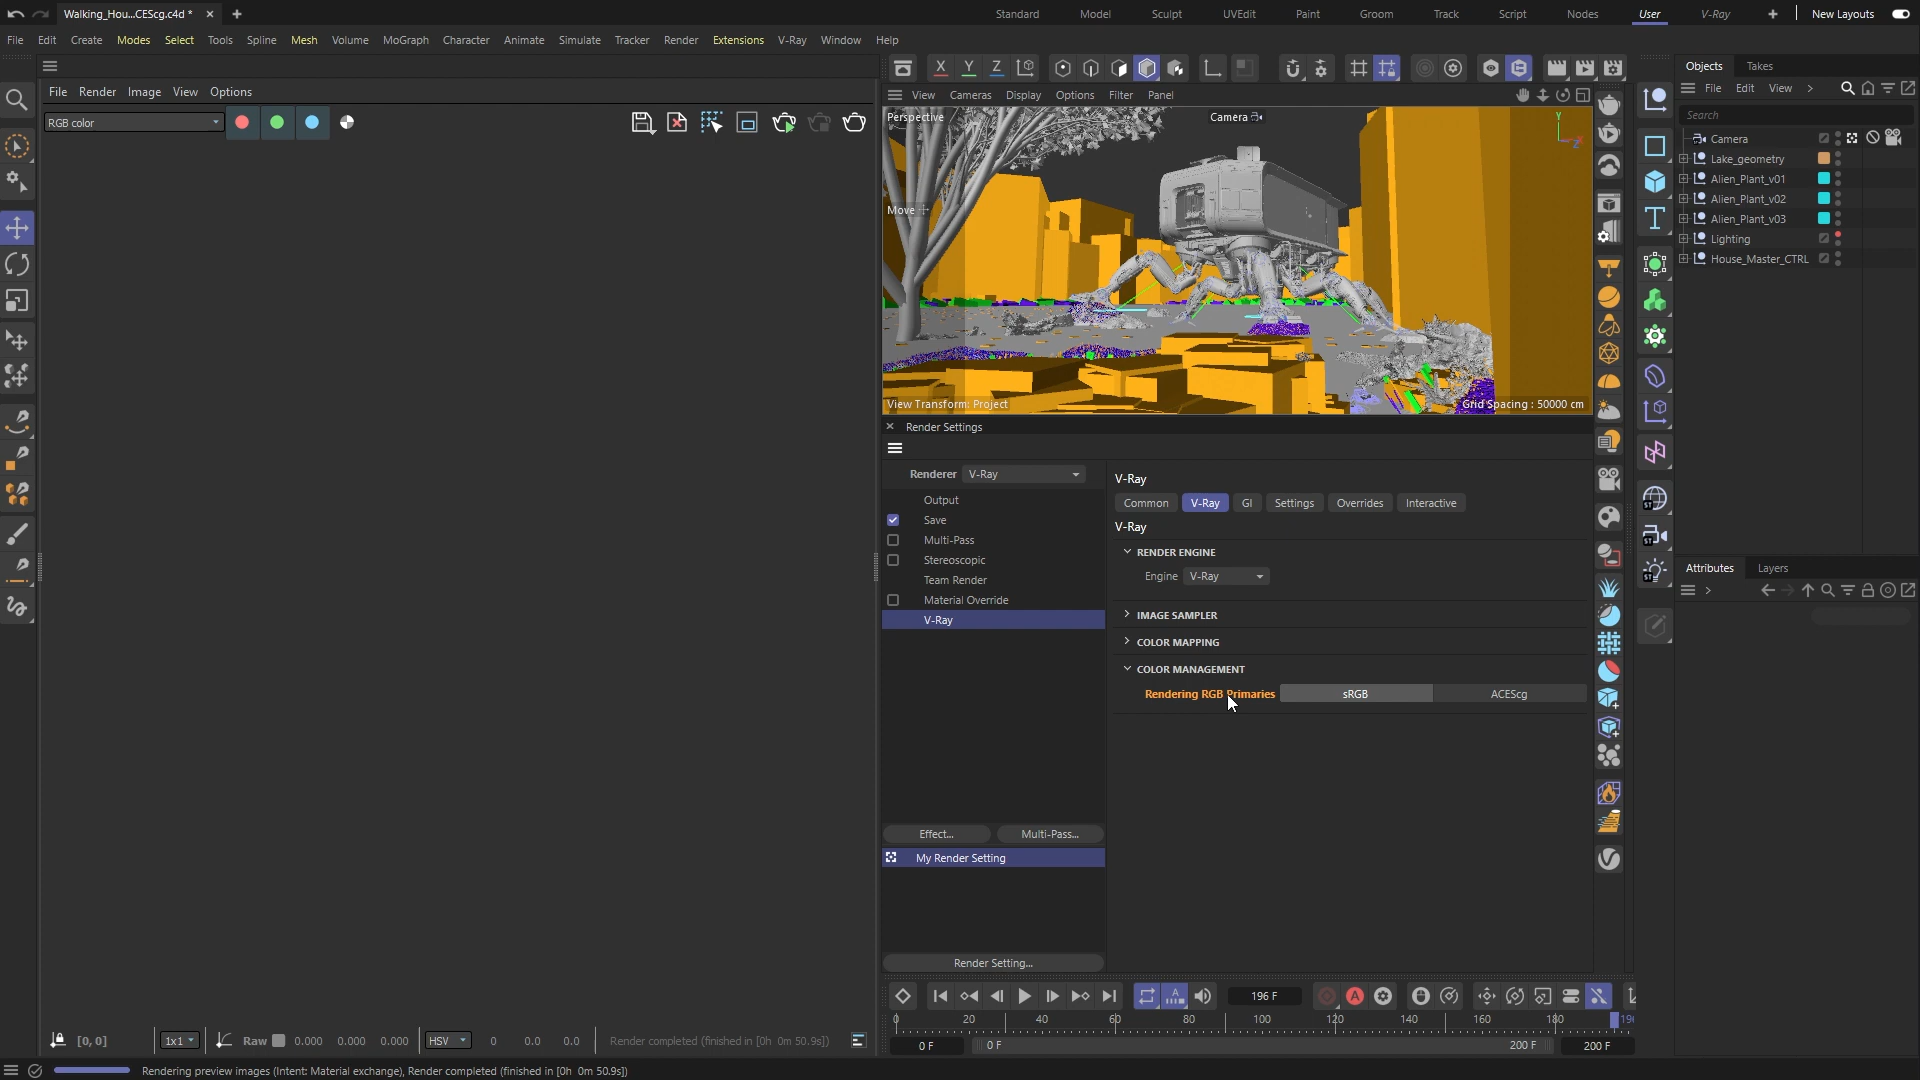 Walking_Hou...CEScg.c4d *
Standard Model Sculpt UVEdit Paint Groom Track Script Nodes User V-Ray New Layouts
File Edit Create Modes Select Tools Spline Mesh Volume MoGraph Character Animate Simulate Tracker Render Extensions V-Ray Window Help
File Render Image View Options
RGB color
X Y Z
View Cameras Display Options Filter Panel
Perspective
Camera
Y
Z
Move
View Transform: Project
Grid Spacing : 50000 cm
Render Settings
Renderer V-Ray
Output
Save
Multi-Pass
Stereoscopic
Team Render
Material Override
V-Ray
Effect...
Multi-Pass...
My Render Setting
Render Setting...
V-Ray
Common V-Ray GI Settings Overrides Interactive
V-Ray
RENDER ENGINE
Engine V-Ray
IMAGE SAMPLER
COLOR MAPPING
COLOR MANAGEMENT
Rendering RGB Primaries sRGB ACEScg
Objects Takes
File Edit View
Search
Camera
Lake_geometry
Alien_Plant_v01
Alien_Plant_v02
Alien_Plant_v03
Lighting
House_Master_CTRL
Attributes Layers
ST
ST
196 F
0 20 40 60 80 100 120 140 160 180 196
0 F 0 F 200 F 200 F
[0, 0] 1x1 Raw 0.000 0.000 0.000 HSV 0 0.0 0.0 Render completed (finished in [0h 0m 50.9s])
Rendering preview images (Intent: Material exchange), Render completed (finished in [0h 0m 50.9s])